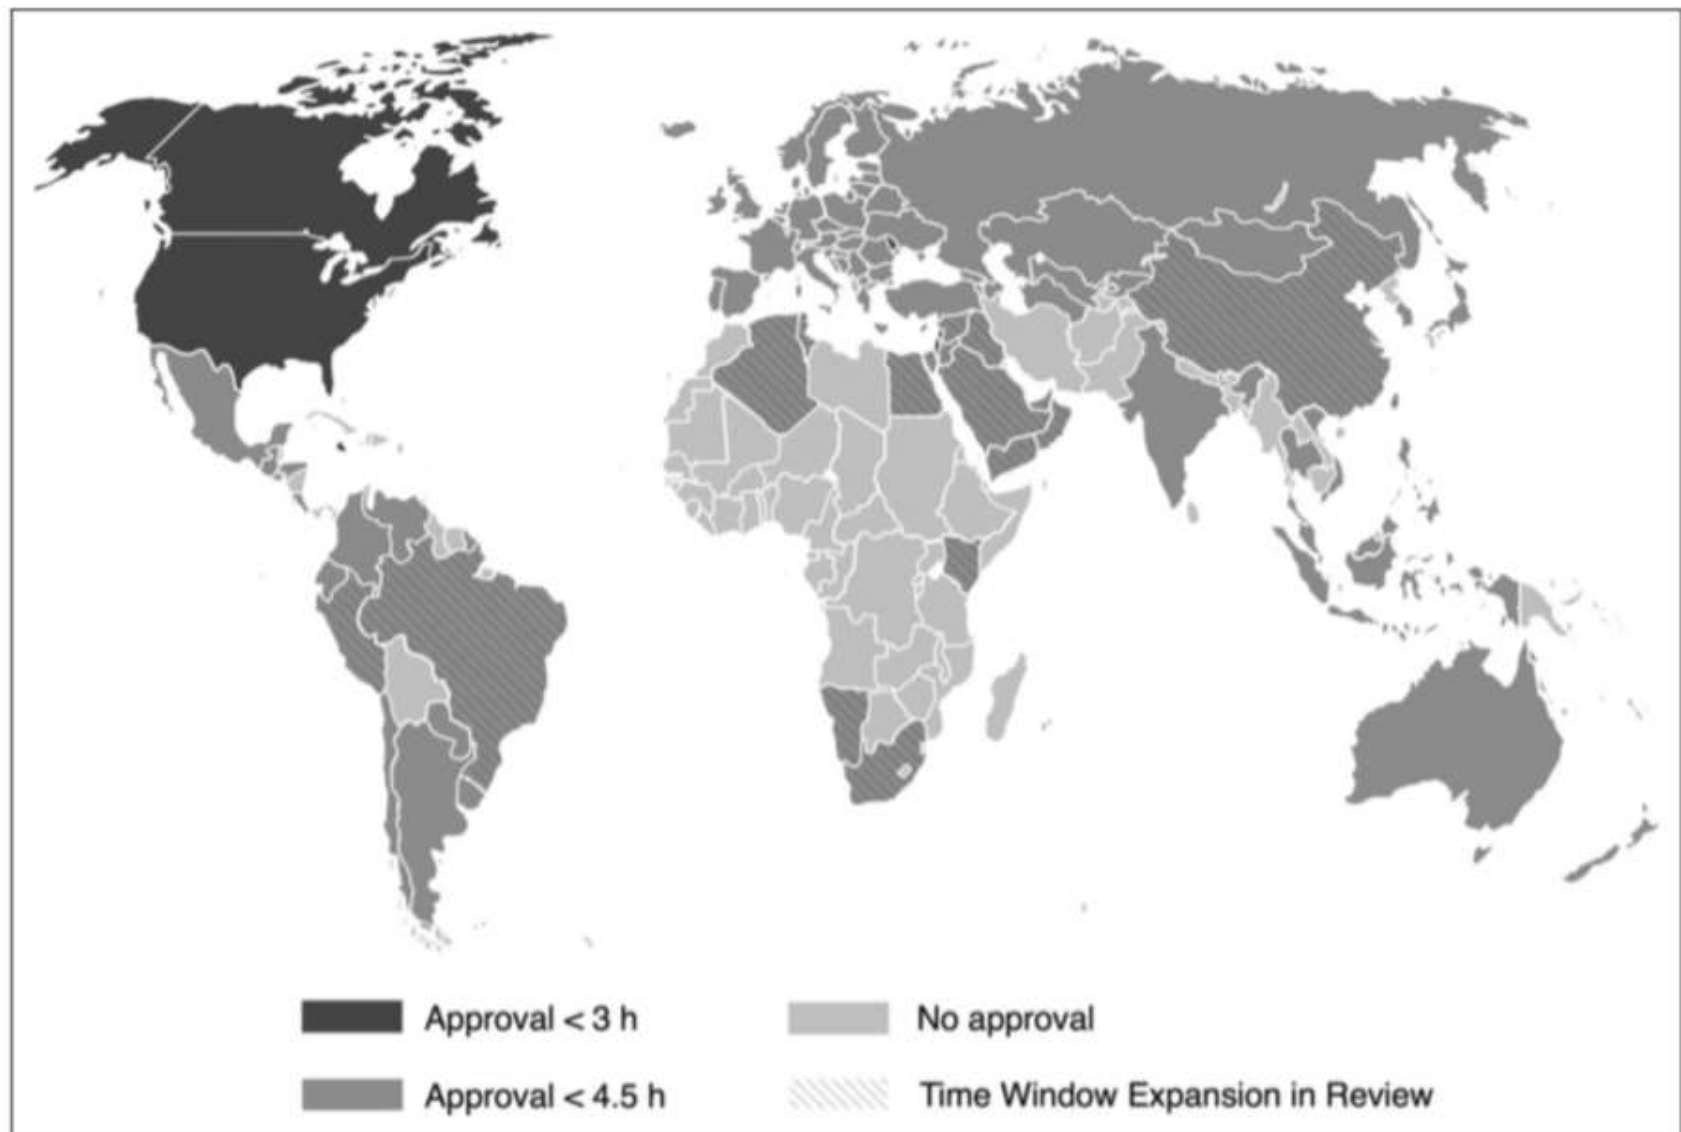 Approval < 3 h
No approval
Approval < 4.5 h
Time Window Expansion in Review